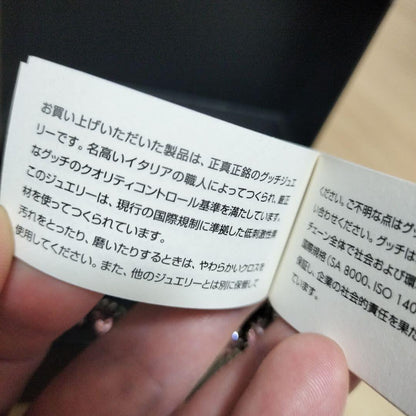 お買い上げいただいた製品は、正真正銘のグッチジュエ
リーです。名高いイタリアの職人によってつくられ、厳正
なグッチのクオリティコントロール基準を満たしています。
このジュエリーは、現行の国際規制に準拠した低刺激性素
材を使ってつくられています。
汚れをとったり、磨いたりするときは、やわらかいクロスを
使用してください。また、他のジュエリーとは別に保管して
ください。ご不明な点はグッ
い合わせください。グッチは
チェーン全体で社会および環
国際規格 (SA 8000、ISO 140
保証し、企業の社会的責任を果た
ています。